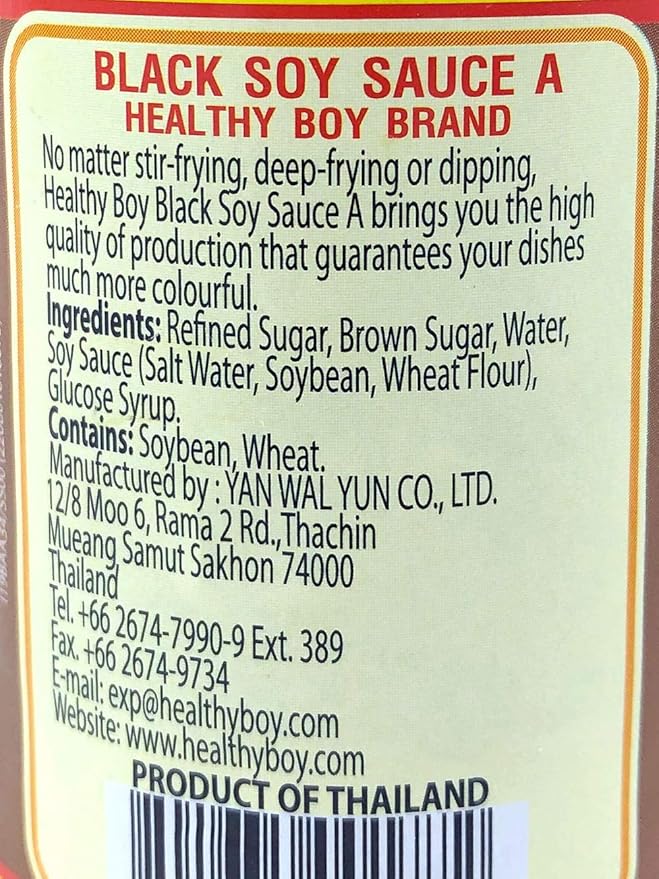 BLACK SOY SAUCE A
HEALTHY BOY BRAND
No matter stir-frying, deep-frying or dipping,
Healthy Boy Black Soy Sauce A brings you the high
quality of production that guarantees your dishes
much more colourful.
Ingredients: Refined Sugar, Brown Sugar, Water,
Soy Sauce (Salt Water, Soybean, Wheat Flour),
Glucose Syrup.
Contains: Soybean, Wheat.
Manufactured by : YAN WAL YUN CO., LTD.
12/8 Moo 6, Rama 2 Rd.,Thachin
Mueang Samut Sakhon 74000
Thailand
Tel. +66 2674-7990-9 Ext. 389
Fax. +66 2674-9734
E-mail: exp@healthyboy.com
Website: www.healthyboy.com
PRODUCT OF THAILAND